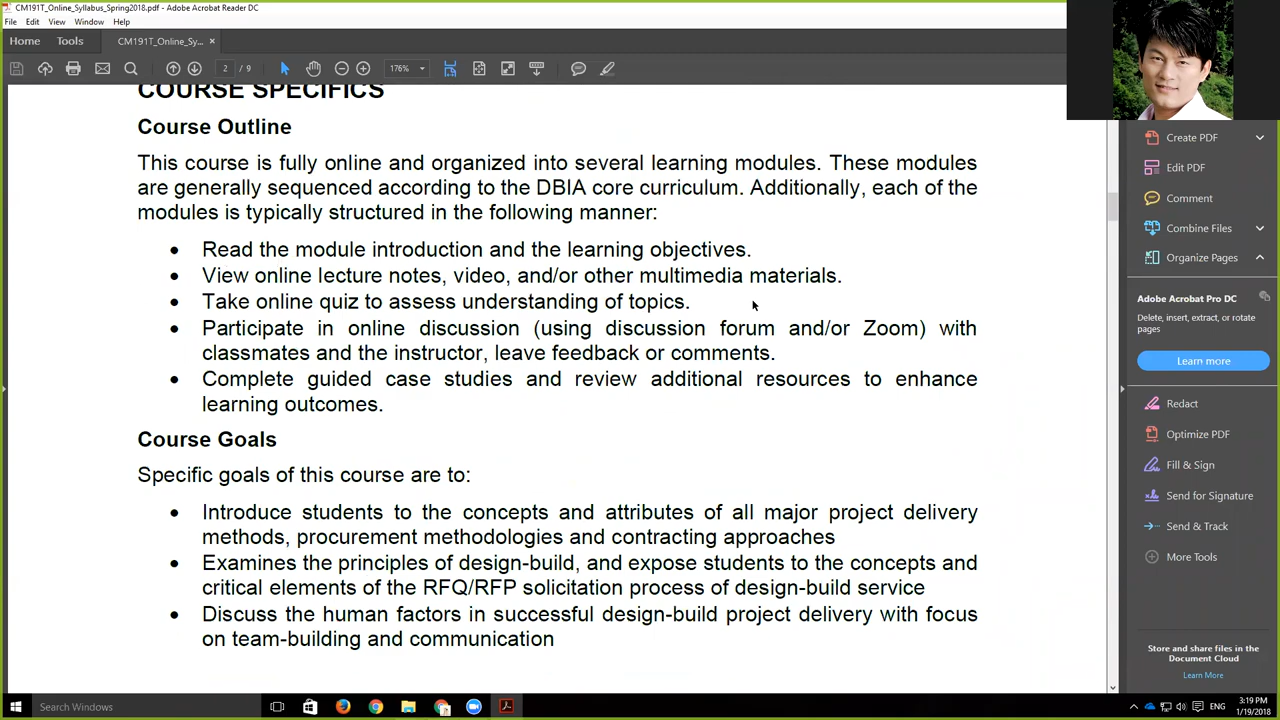 CM191T_Online_Syllabus_Spring2018.pdf - Adobe Acrobat Reader DC
File Edit View Window Help
Home Tools CM191T_Online_Sy... ×
2 / 9 176%
COURSE SPECIFICS
Course Outline
This course is fully online and organized into several learning modules. These modules
are generally sequenced according to the DBIA core curriculum. Additionally, each of the
modules is typically structured in the following manner:
• Read the module introduction and the learning objectives.
• View online lecture notes, video, and/or other multimedia materials.
• Take online quiz to assess understanding of topics.
• Participate in online discussion (using discussion forum and/or Zoom) with
classmates and the instructor, leave feedback or comments.
• Complete guided case studies and review additional resources to enhance
learning outcomes.
Course Goals
Specific goals of this course are to:
• Introduce students to the concepts and attributes of all major project delivery
methods, procurement methodologies and contracting approaches
• Examines the principles of design-build, and expose students to the concepts and
critical elements of the RFQ/RFP solicitation process of design-build service
• Discuss the human factors in successful design-build project delivery with focus
on team-building and communication
Create PDF
Edit PDF
Comment
Combine Files
Organize Pages
Adobe Acrobat Pro DC
Delete, insert, extract, or rotate
pages
Learn more
Redact
Optimize PDF
Fill & Sign
Send for Signature
Send & Track
More Tools
Store and share files in the
Document Cloud
Learn More
Search Windows
ENG
3:19 PM
1/19/2018